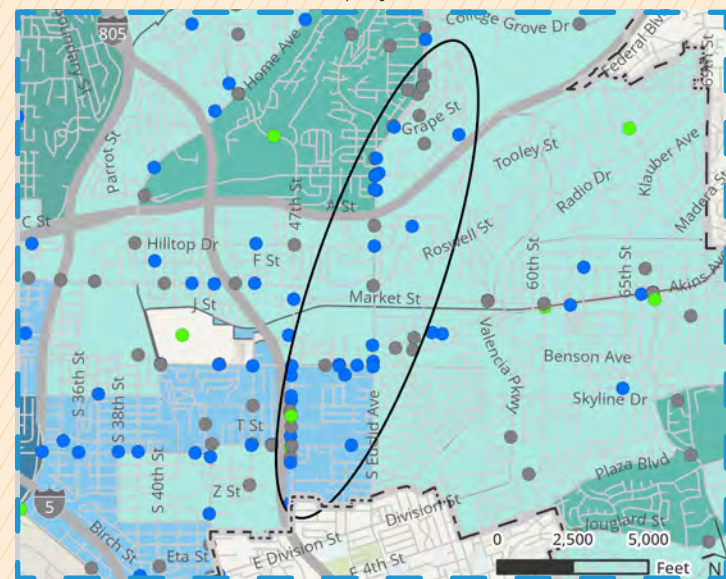 College Grove Dr
Federal Blvd
69th St
805
Boundary St
Home Ave
Grape St
Tooley St
Klauber Ave
Parrot St
Radio Dr
Madera St
47th St
A St
C St
Hilltop Dr
F St
Roswell St
60th St
65th St
Akins Ave
Market St
J St
Valencia Pkwy
Benson Ave
S 36th St
S 38th St
Skyline Dr
T St
S Euclid Ave
S 40th St
Plaza Blvd
Z St
5
Division St
Jouglard St
Birch St
Eta St
E Division St
E 4th St
0 2,500 5,000
Feet
N